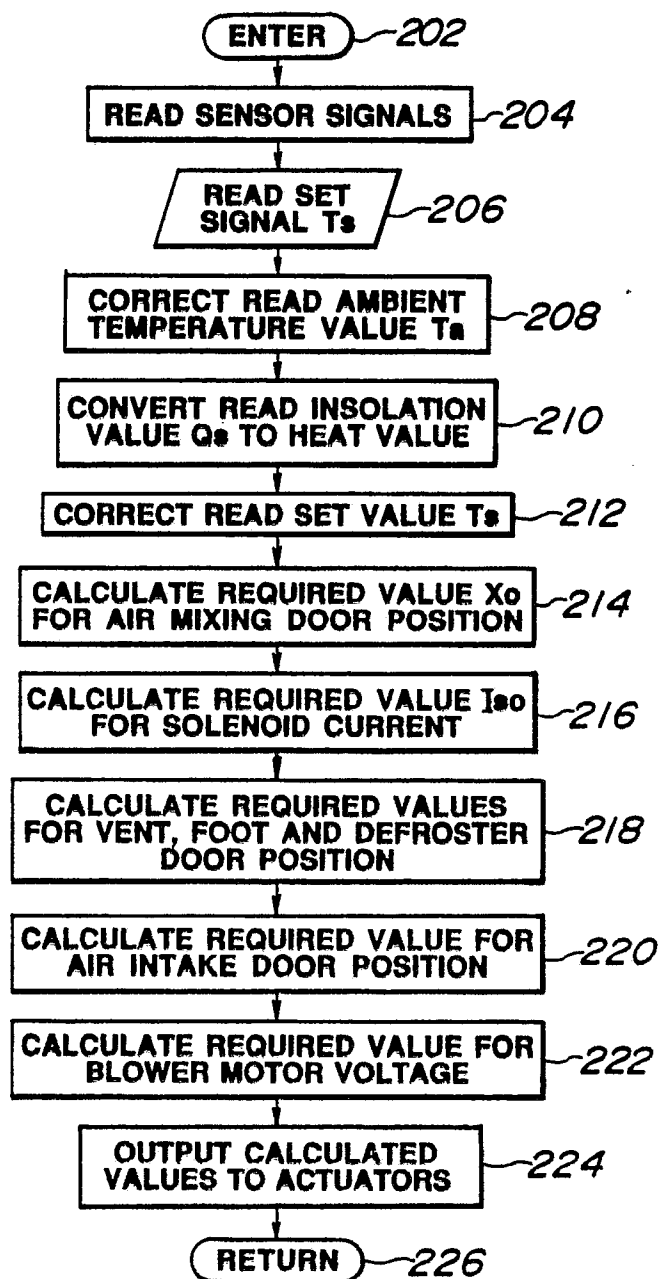 ENTER 202
READ SENSOR SIGNALS 204
READ SET
SIGNAL Ts 206
CORRECT READ AMBIENT
TEMPERATURE VALUE Ta 208
CONVERT READ INSOLATION
VALUE Qs TO HEAT VALUE 210
CORRECT READ SET VALUE Ts 212
CALCULATE REQUIRED VALUE Xo
FOR AIR MIXING DOOR POSITION 214
CALCULATE REQUIRED VALUE Iso
FOR SOLENOID CURRENT 216
CALCULATE REQUIRED VALUES
FOR VENT, FOOT AND DEFROSTER
DOOR POSITION 218
CALCULATE REQUIRED VALUE FOR
AIR INTAKE DOOR POSITION 220
CALCULATE REQUIRED VALUE FOR
BLOWER MOTOR VOLTAGE 222
OUTPUT CALCULATED
VALUES TO ACTUATORS 224
RETURN 226